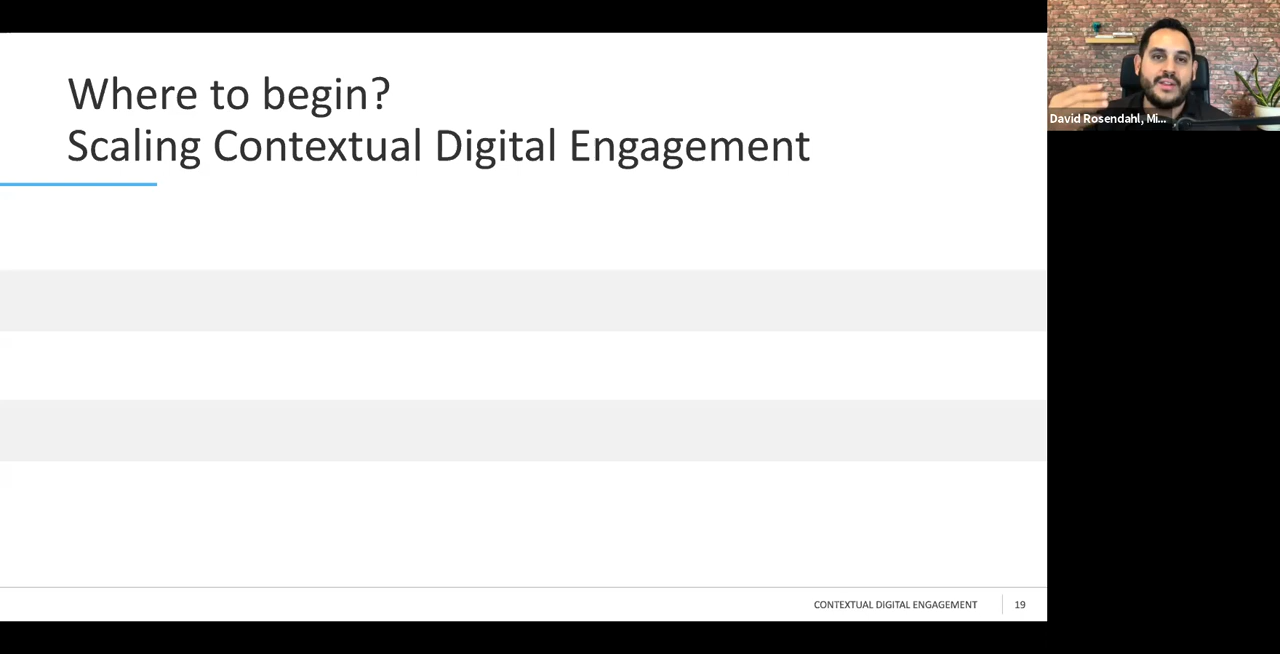 Where to begin?
Scaling Contextual Digital Engagement
David Rosendahl, Mi...
CONTEXTUAL DIGITAL ENGAGEMENT
19